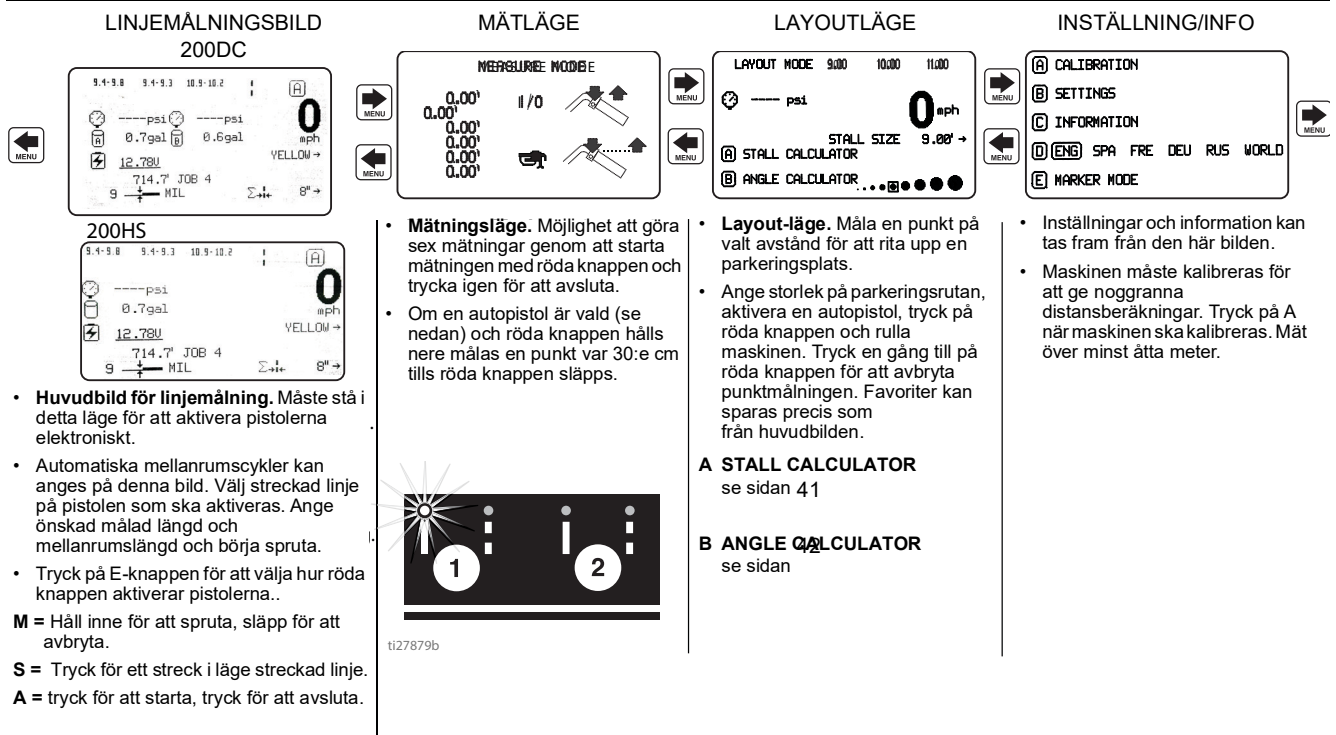 LINJEMÅLNINGSBILD
200DC
9.4-9.8 9.4-9.3 10.9-10.2
A
----psi ----psi
0
mph
A 0.7gal B 0.6gal
12.78V
YELLOW→
714.7' JOB 4
9 MIL
Σ 8"→
MENU
200HS
9.4-9.8 9.4-9.3 10.9-10.2
A
----psi
0
mph
0.7gal
12.78V
YELLOW→
714.7' JOB 4
9 MIL
Σ 8"→
• Huvudbild för linjemålning. Måste stå i
detta läge för att aktivera pistolerna
elektroniskt.
• Automatiska mellanrumscykler kan
anges på denna bild. Välj streckad linje
på pistolen som ska aktiveras. Ange
önskad målad längd och
mellanrumslängd och börja spruta.
• Tryck på E-knappen för att välja hur röda
knappen aktiverar pistolerna..
M = Håll inne för att spruta, släpp för att
avbryta.
S = Tryck för ett streck i läge streckad linje.
A = tryck för att starta, tryck för att avsluta.
MÄTLÄGE
MENU
MENU
MEASURE MODE
0.00'
0.00'
0.00'
0.00'
0.00'
0.00'
I/O
• Mätningsläge. Möjlighet att göra
sex mätningar genom att starta
mätningen med röda knappen och
trycka igen för att avsluta.
• Om en autopistol är vald (se
nedan) och röda knappen hålls
nere målas en punkt var 30:e cm
tills röda knappen släpps.
1
2
ti27879b
LAYOUTLÄGE
MENU
MENU
LAYOUT MODE 9.00 10.00 11.00
---- psi
0 mph
STALL SIZE 9.00' →
A STALL CALCULATOR
B ANGLE CALCULATOR
• Layout-läge. Måla en punkt på
valt avstånd för att rita upp en
parkeringsplats.
• Ange storlek på parkeringsrutan,
aktivera en autopistol, tryck på
röda knappen och rulla
maskinen. Tryck en gång till på
röda knappen för att avbryta
punktmålningen. Favoriter kan
sparas precis som
från huvudbilden.
A STALL CALCULATOR
se sidan 41
B ANGLE CALCULATOR
42
se sidan
INSTÄLLNING/INFO
MENU
MENU
A CALIBRATION
B SETTINGS
C INFORMATION
D ENG SPA FRE DEU RUS WORLD
E MARKER MODE
MENU
• Inställningar och information kan
tas fram från den här bilden.
• Maskinen måste kalibreras för
att ge noggranna
distansberäkningar. Tryck på A
när maskinen ska kalibreras. Mät
över minst åtta meter.